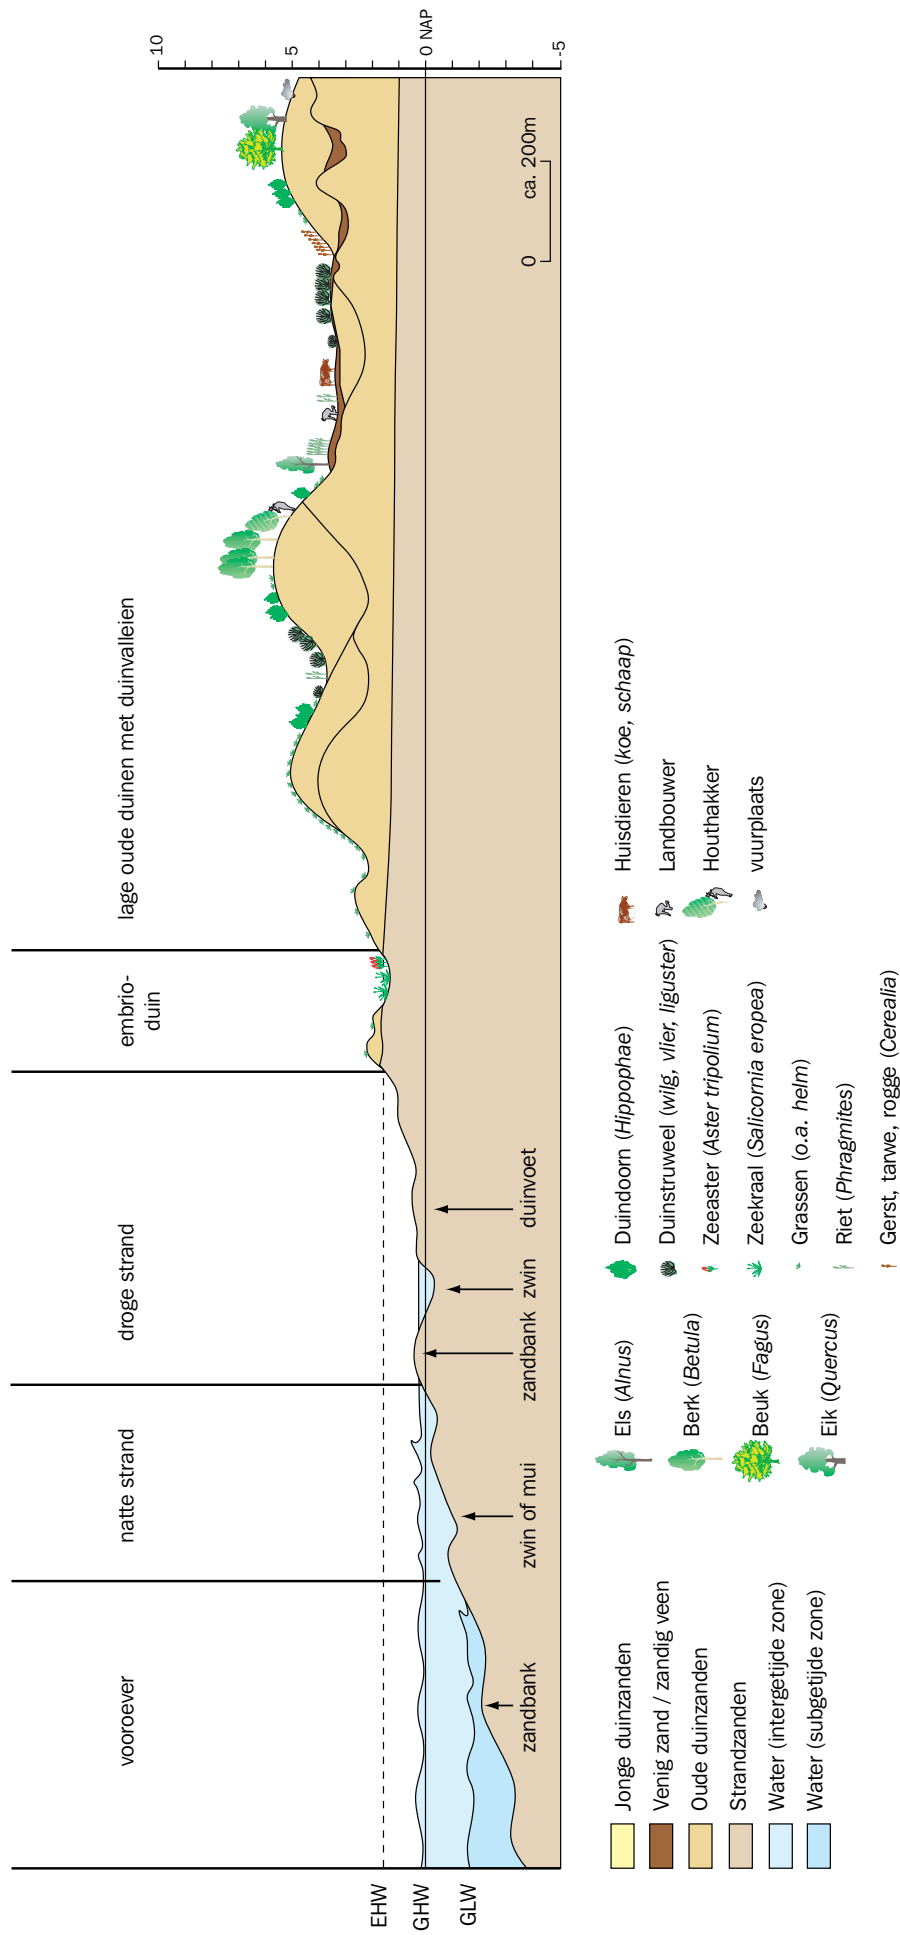 vooroever
natte strand
droge strand
embrio-
duin
lage oude duinen met duinvalleien
10
5
0 NAP
-5
EHW
GHW
GLW
zandbank
zwin of mui
zandbank
zwin
duinvoet
0
ca. 200m
Jonge duinzanden
Venig zand / zandig veen
Oude duinzanden
Strandzanden
Water (intergetijde zone)
Water (subgetijde zone)
Els (Alnus)
Berk (Betula)
Beuk (Fagus)
Eik (Quercus)
Duindoorn (Hippophae)
Duinstruweel (wilg, vlier, liguster)
Zeeaster (Aster tripolium)
Zeekraal (Salicornia eropea)
Grassen (o.a. helm)
Riet (Phragmites)
Gerst, tarwe, rogge (Cerealia)
Huisdieren (koe, schaap)
Landbouwer
Houthakker
vuurplaats